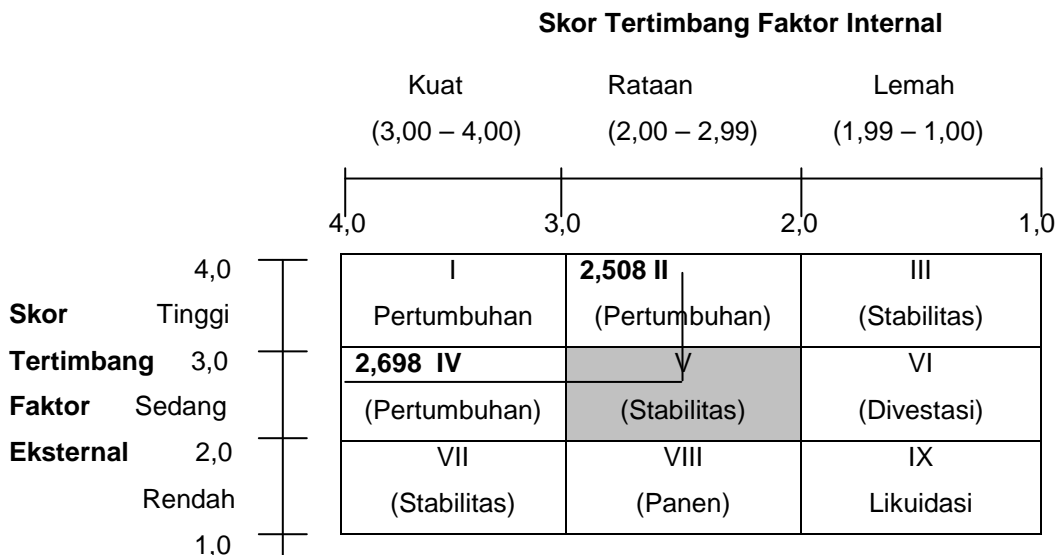 Skor Tertimbang Faktor Internal
Kuat Rataan Lemah
(3,00 – 4,00) (2,00 – 2,99) (1,99 – 1,00)
4,0 3,0 2,0 1,0
4,0 I 2,508 II III
Skor Tinggi Pertumbuhan (Pertumbuhan) (Stabilitas)
Tertimbang 3,0 2,698 IV V VI
Faktor Sedang (Pertumbuhan) (Stabilitas) (Divestasi)
Eksternal 2,0 VII VIII IX
Rendah (Stabilitas) (Panen) Likuidasi
1,0